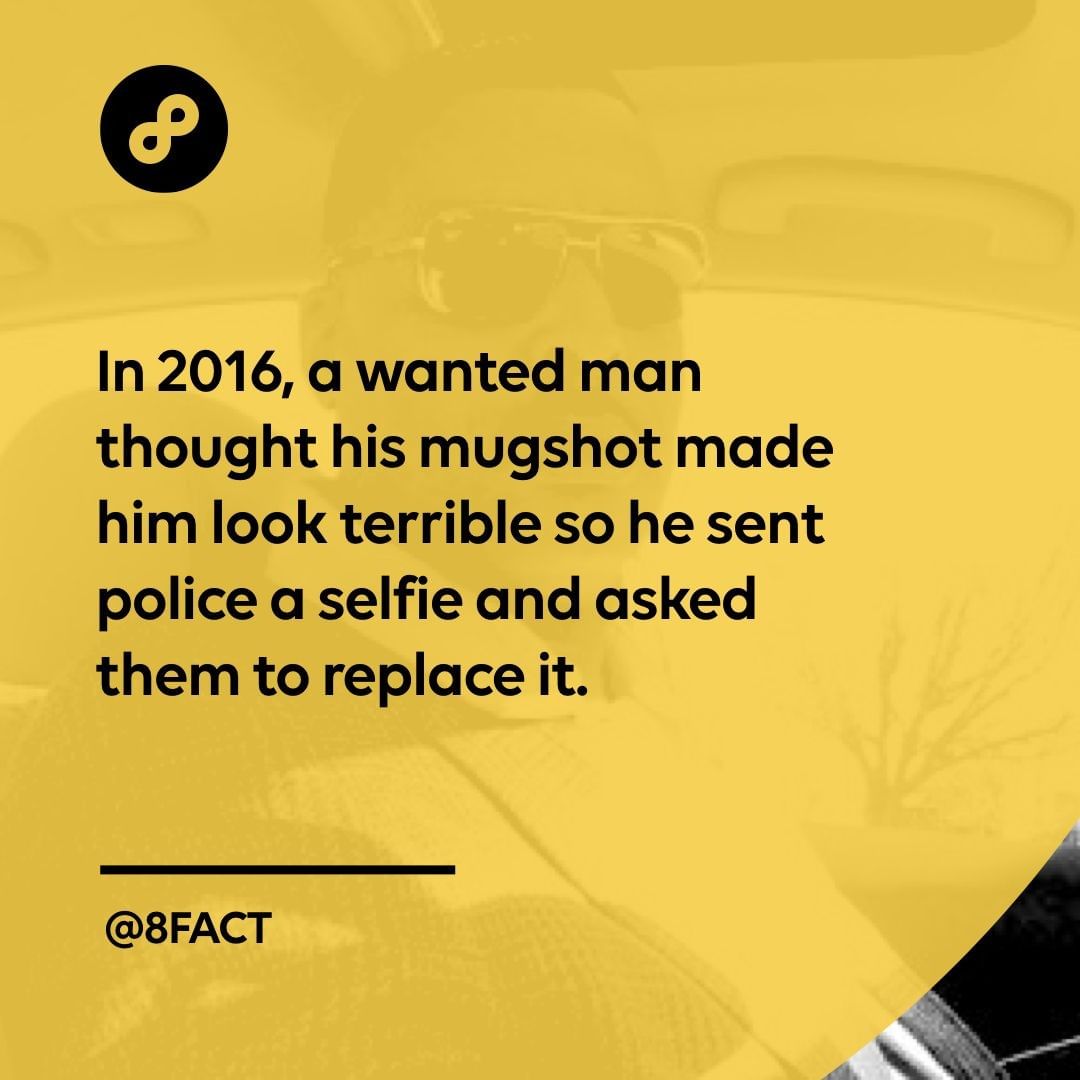 In 2016, a wanted man
thought his mugshot made
him look terrible so he sent
police a selfie and asked
them to replace it.
@8FACT